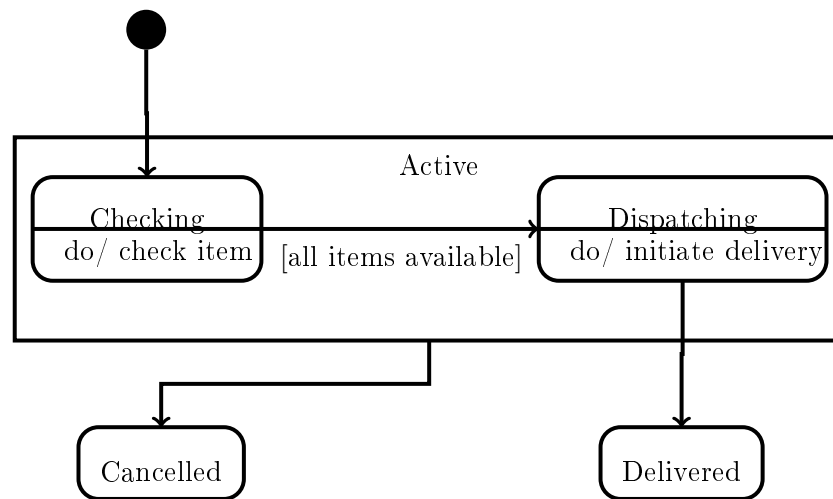 Active
Checking
do/ check item
[all items available]
Dispatching
do/ initiate delivery
Cancelled
Delivered